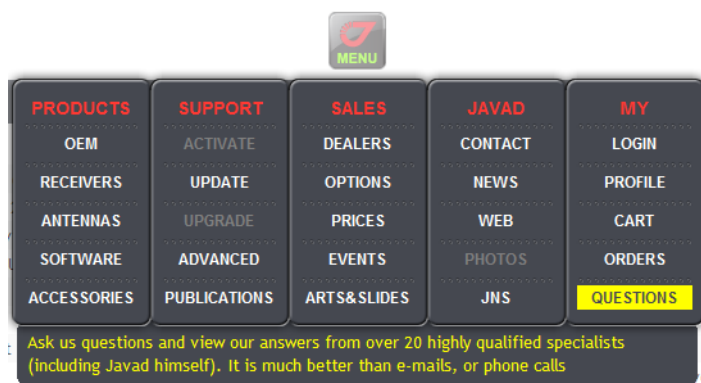 MENU
PRODUCTS SUPPORT SALES JAVAD MY
OEM ACTIVATE DEALERS CONTACT LOGIN
RECEIVERS UPDATE OPTIONS NEWS PROFILE
ANTENNAS UPGRADE PRICES WEB CART
SOFTWARE ADVANCED EVENTS PHOTOS ORDERS
ACCESSORIES PUBLICATIONS ARTS&SLIDES JNS QUESTIONS
Ask us questions and view our answers from over 20 highly qualified specialists
(including Javad himself). It is much better than e-mails, or phone calls